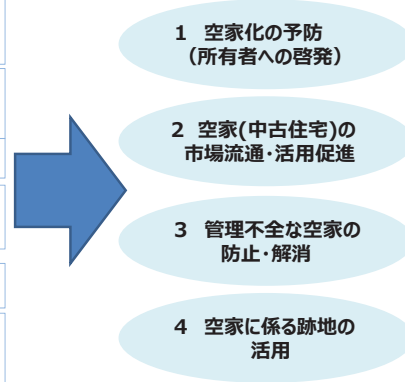 1 空家化の予防
（所有者への啓発）
2 空家(中古住宅)の
市場流通・活用促進
3 管理不全な空家の
防止・解消
4 空家に係る跡地の
活用